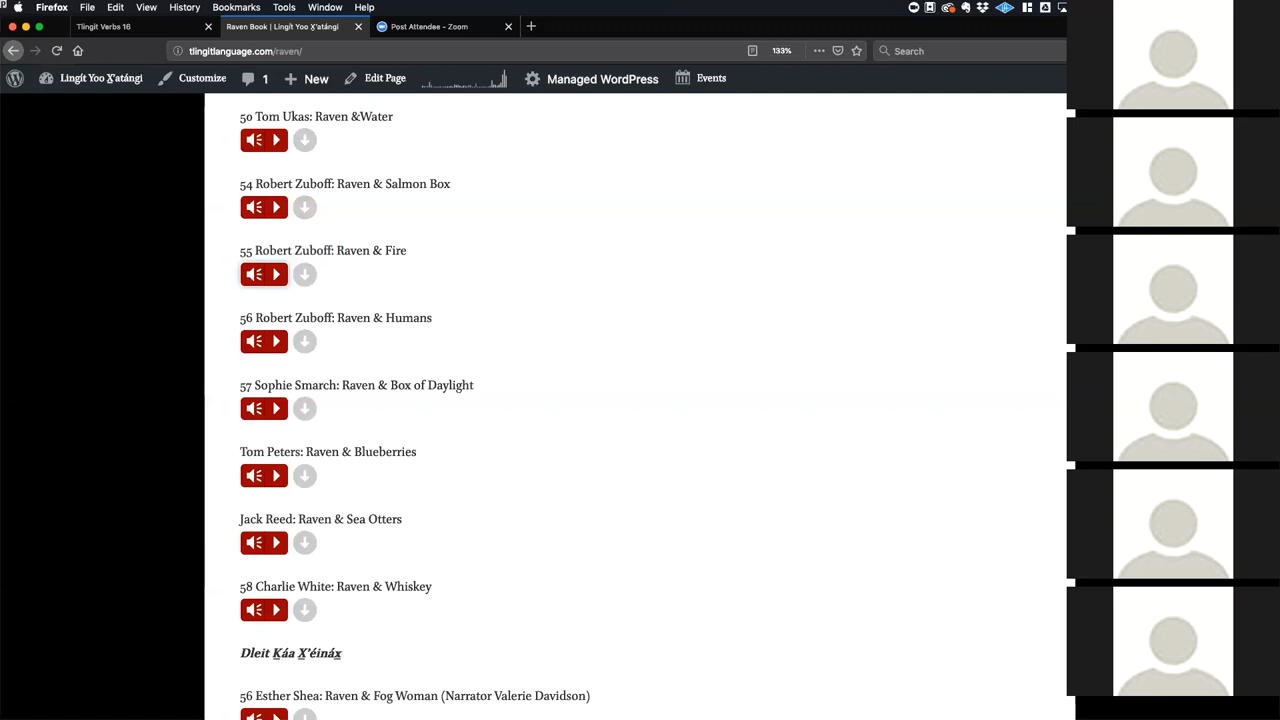 Firefox File Edit View History Bookmarks Tools Window Help
Tlingit Verbs 16
Raven Book | Lingít Yoo X̱ʼatángi
Post Attendee - Zoom
tlingitlanguage.com/raven/
133%
Search
Lingít Yoo X̱ʼatángi
Customize
1
New
Edit Page
Managed WordPress
Events
50 Tom Ukas: Raven &Water
54 Robert Zuboff: Raven & Salmon Box
55 Robert Zuboff: Raven & Fire
56 Robert Zuboff: Raven & Humans
57 Sophie Smarch: Raven & Box of Daylight
Tom Peters: Raven & Blueberries
Jack Reed: Raven & Sea Otters
58 Charlie White: Raven & Whiskey
Dleit Ḵáa X̱ʼéináx̱
56 Esther Shea: Raven & Fog Woman (Narrator Valerie Davidson)